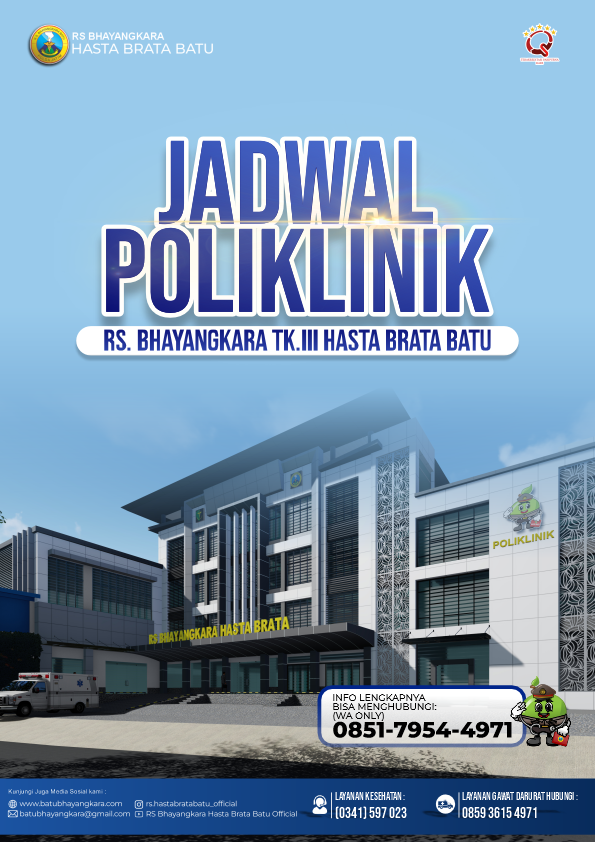 RS BHAYANGKARA
HASTA BRATA BATU
JADWAL
POLIKLINIK
RS. BHAYANGKARA TK.III HASTA BRATA BATU
POLIKLINIK
RS BHAYANGKARA HASTA BRATA
INFO LENGKAPNYA
BISA MENGHUBUNGI:
(WA ONLY)
0851-7954-4971
Kunjungi Juga Media Sosial kami :
www.batubhayangkara.com
rs.hastabratabatu_official
batubhayangkara@gmail.com
RS Bhayangkara Hasta Brata Batu Official
LAYANAN KESEHATAN :
(0341) 597 023
LAYANAN GAWAT DARURAT HUBUNGI :
0859 3615 4971